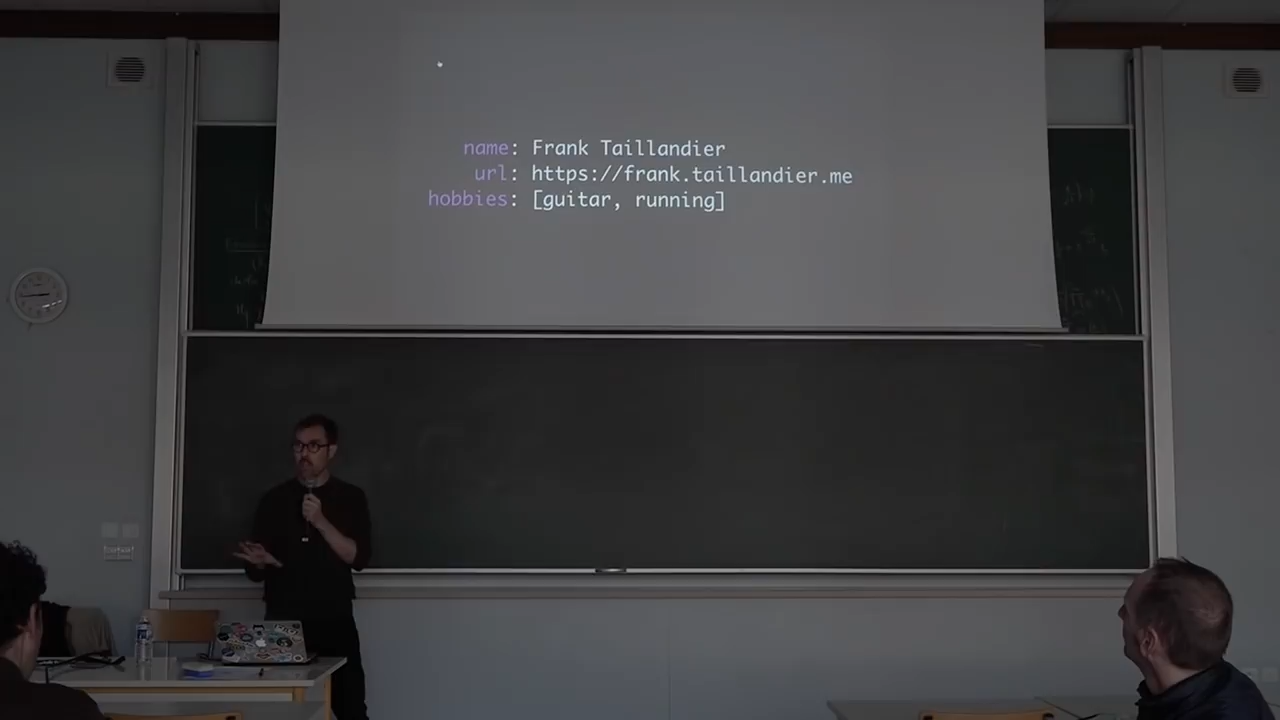 name: Frank Taillandier
url: https://frank.taillandier.me
hobbies: [guitar, running]